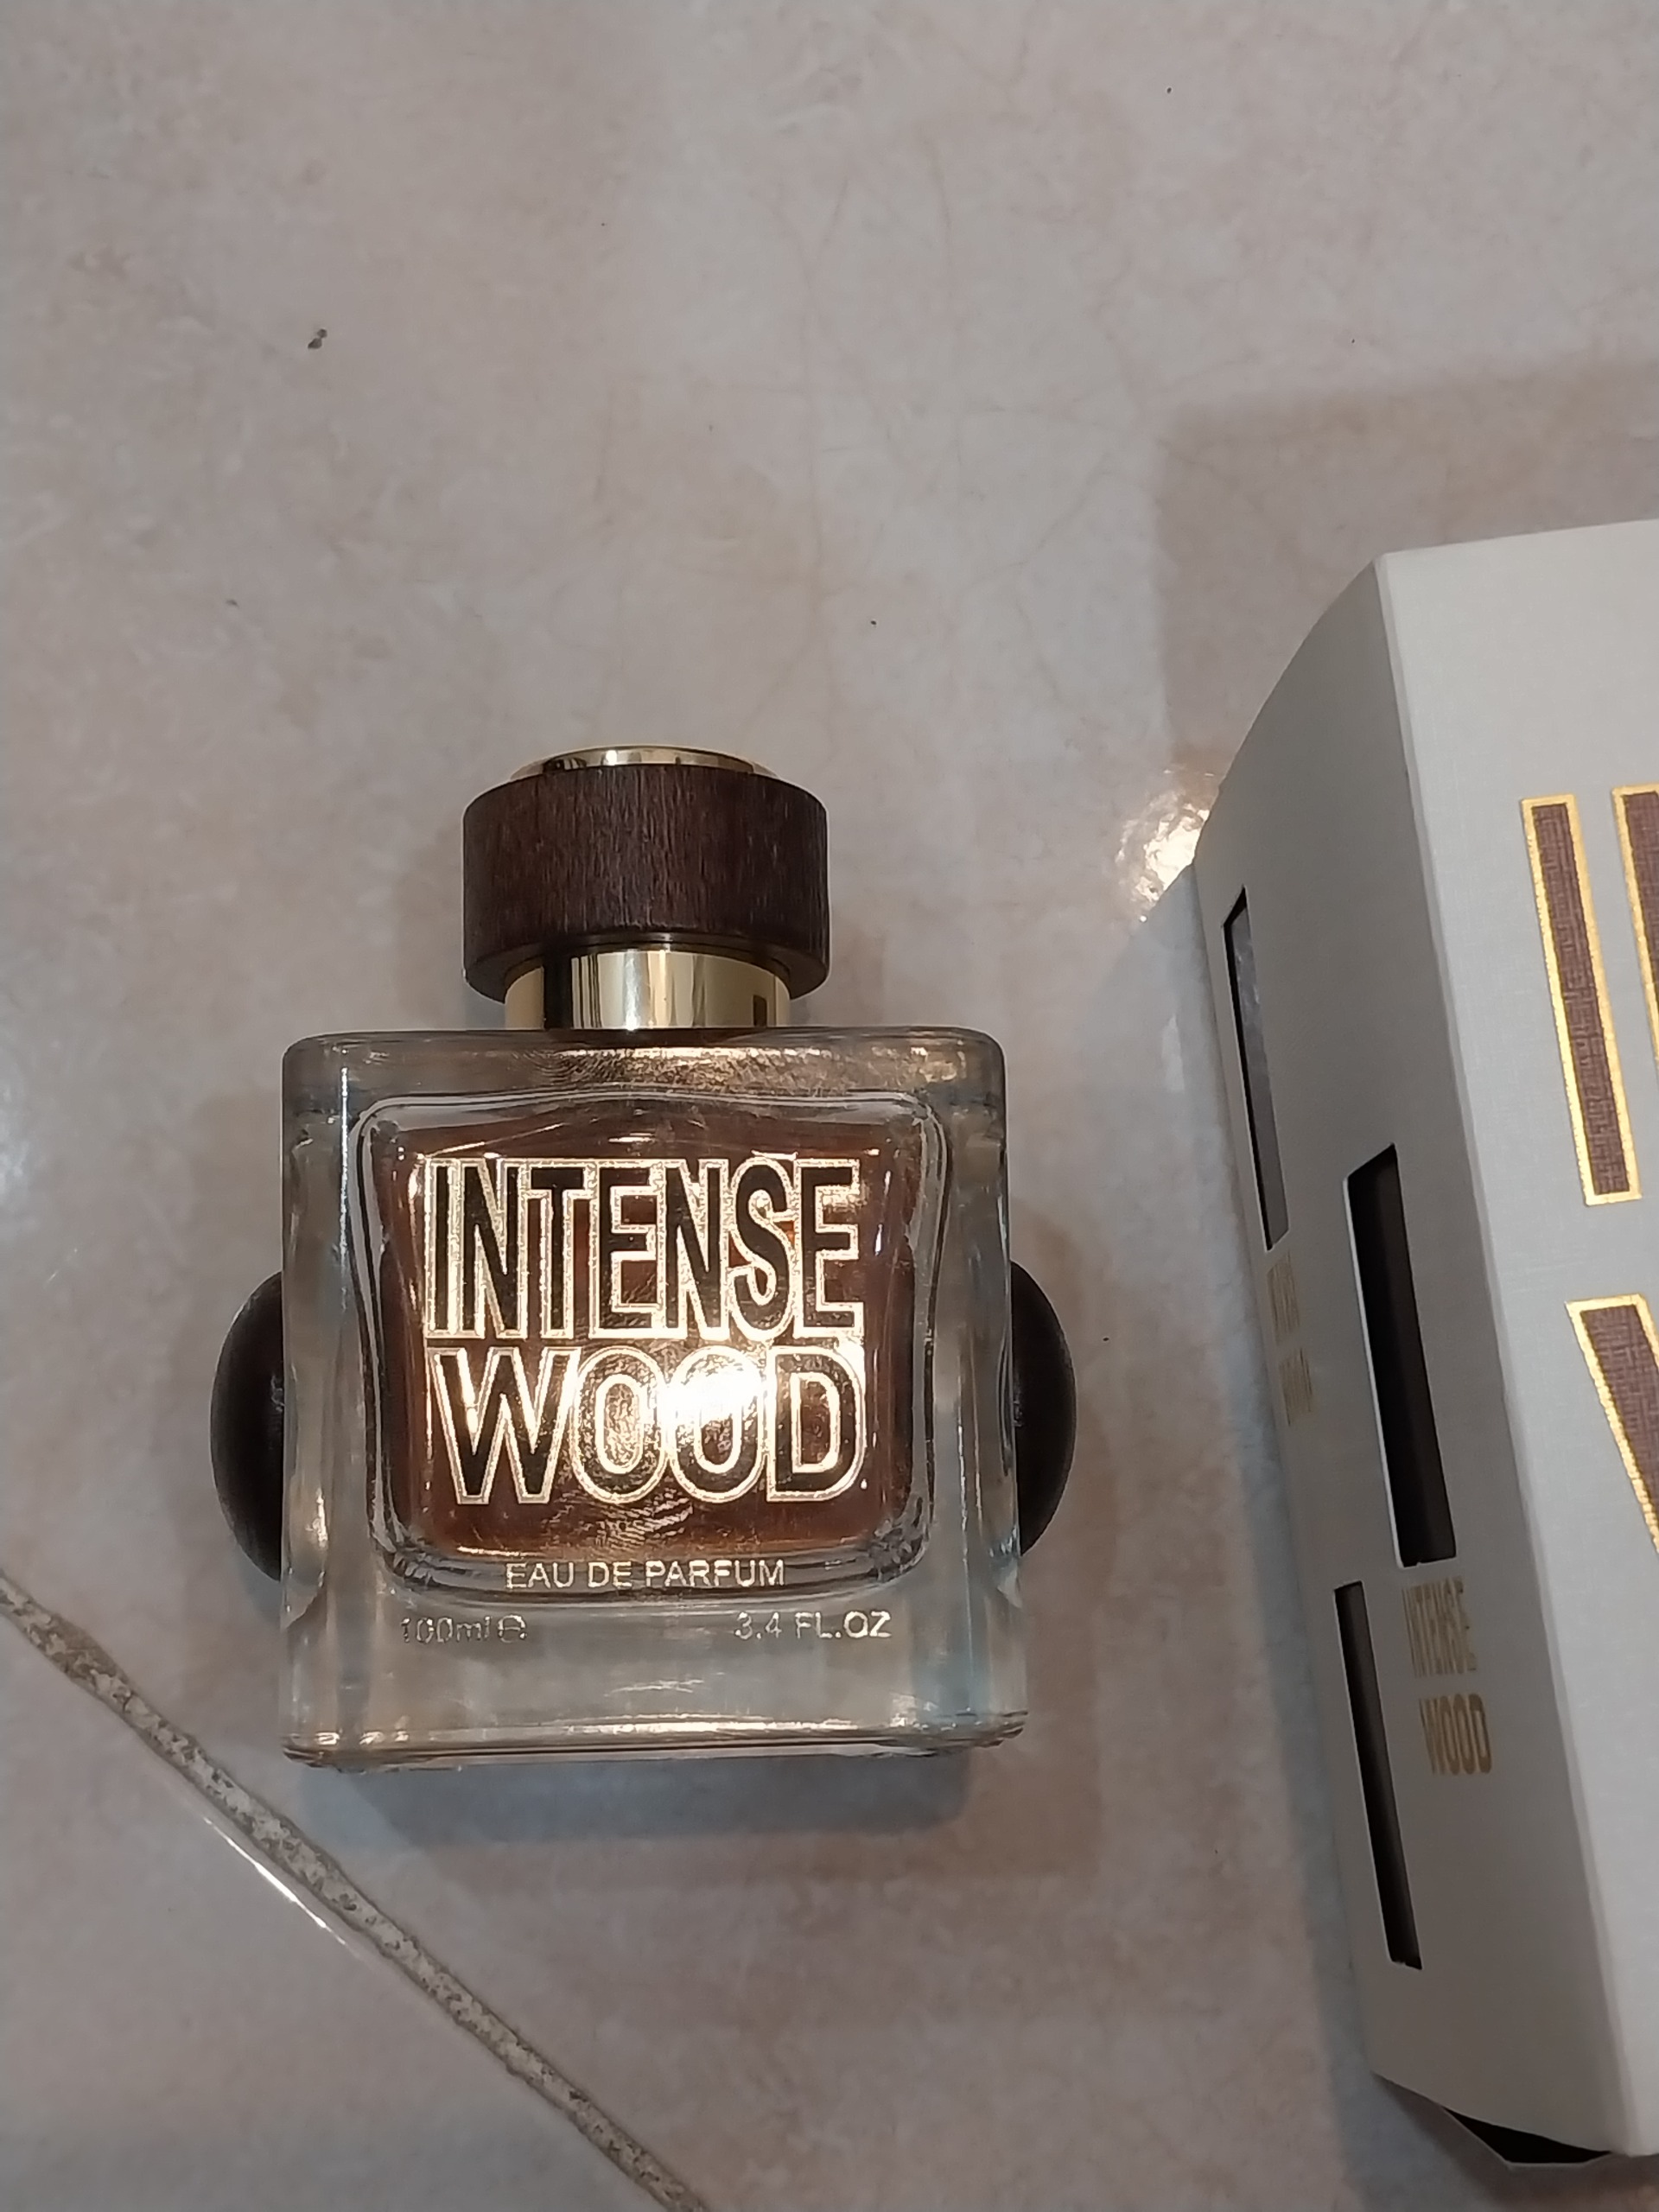 INTENSE
WOOD
EAU DE PARFUM
100ml ℮ 3.4 FL.OZ
INTENSE
WOOD